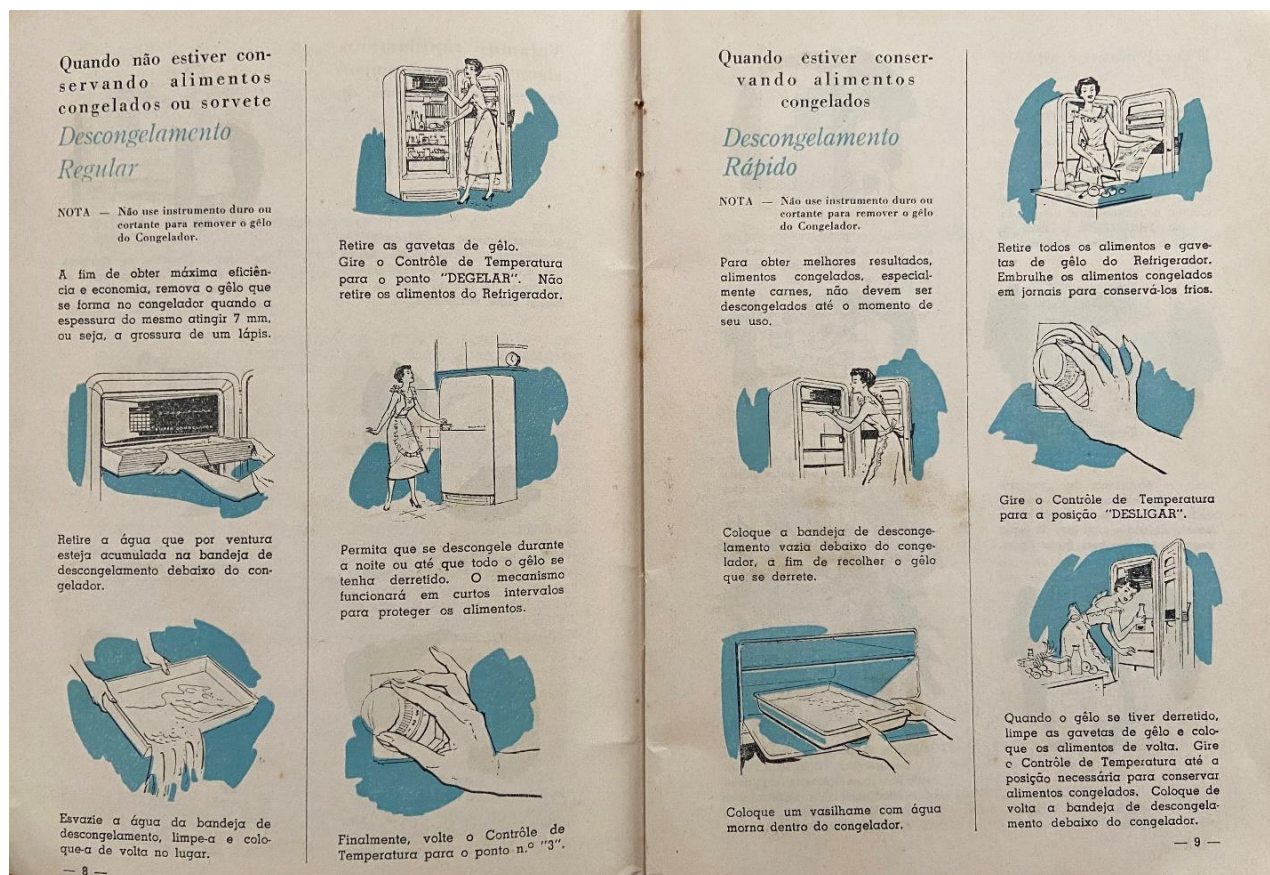 Quando não estiver con-
servando alimentos
congelados ou sorvete
Descongelamento
Regular
NOTA — Não use instrumento duro ou
cortante para remover o gêlo
do Congelador.
A fim de obter máxima eficiên-
cia e economia, remova o gêlo que
se forma no congelador quando a
espessura do mesmo atingir 7 mm,
ou seja, a grossura de um lápis.
Retire a água que por ventura
esteja acumulada na bandeja de
descongelamento debaixo do con-
gelador.
Esvazie a água da bandeja de
descongelamento, limpe-a e colo-
que-a de volta no lugar.
— 8 —
Retire as gavetas de gêlo.
Gire o Contrôle de Temperatura
para o ponto "DEGELAR". Não
retire os alimentos do Refrigerador.
Permita que se descongele durante
a noite ou até que todo o gêlo se
tenha derretido. O mecanismo
funcionará em curtos intervalos
para proteger os alimentos.
Finalmente, volte o Contrôle de
Temperatura para o ponto n.º "3".
Quando estiver conser-
vando alimentos
congelados
Descongelamento
Rápido
NOTA — Não use instrumento duro ou
cortante para remover o gêlo
do Congelador.
Para obter melhores resultados,
alimentos congelados, especial-
mente carnes, não devem ser
descongelados até o momento de
seu uso.
Coloque a bandeja de desconge-
lamento vazia debaixo do conge-
lador, a fim de recolher o gêlo
que se derrete.
Coloque um vasilhame com água
morna dentro do congelador.
Retire todos os alimentos e gave-
tas de gêlo do Refrigerador.
Embrulhe os alimentos congelados
em jornais para conservá-los frios.
Gire o Contrôle de Temperatura
para a posição "DESLIGAR".
Quando o gêlo se tiver derretido,
limpe as gavetas de gêlo e colo-
que os alimentos de volta. Gire
o Contrôle de Temperatura até a
posição necessária para conservar
alimentos congelados. Coloque de
volta a bandeja de descongela-
mento debaixo do congelador.
— 9 —